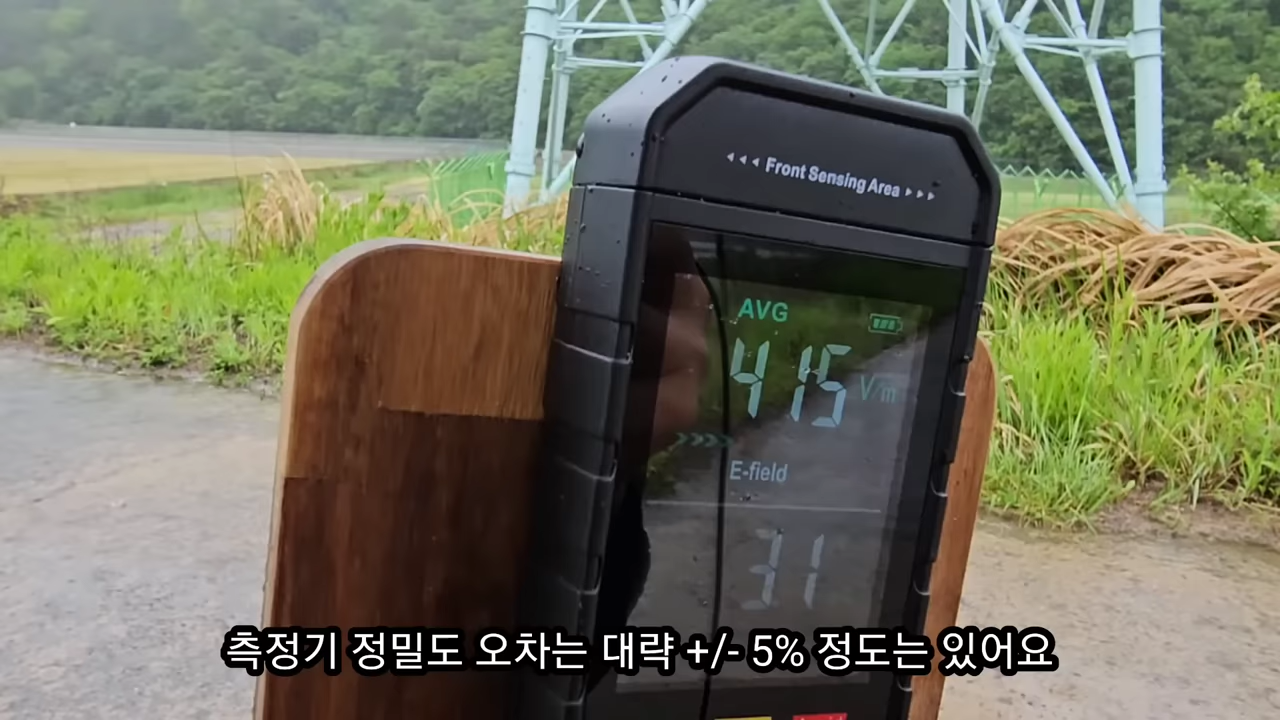 ◂◂◂ Front Sensing Area ▸▸▸
AVG
415 V/m
E-field
31
측정기 정밀도 오차는 대략 +/- 5% 정도는 있어요